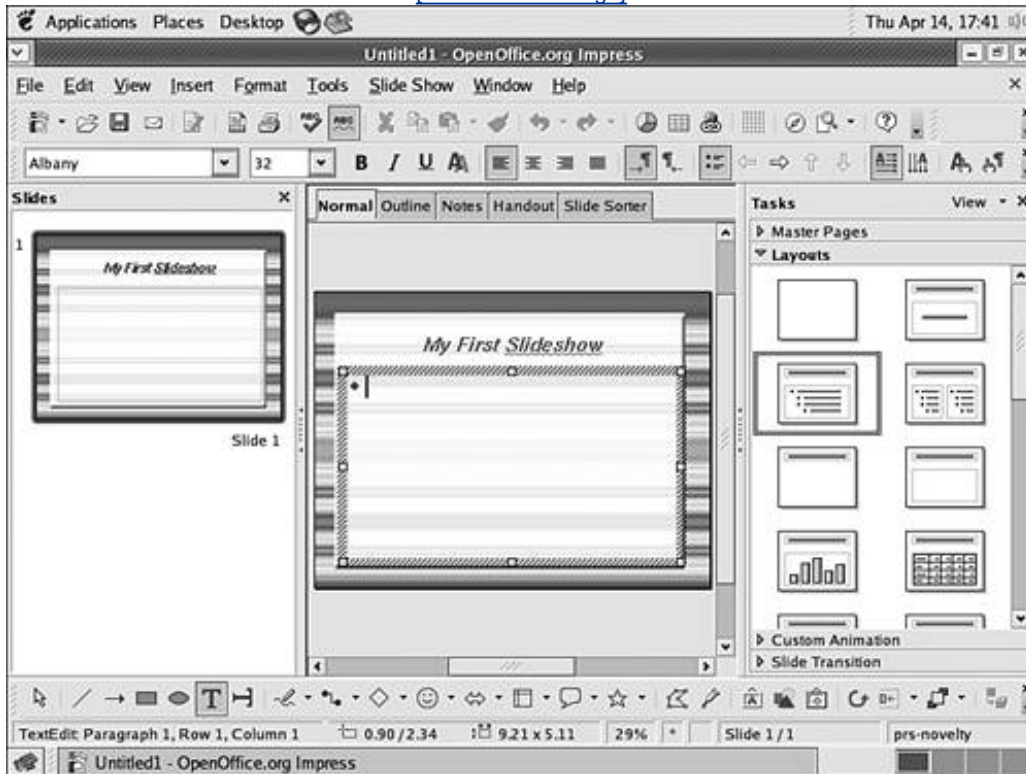 Applications Places Desktop
Thu Apr 14, 17:41
Untitled1 - OpenOffice.org Impress
File Edit View Insert Format Tools Slide Show Window Help
Albany 32
Slides
Normal Outline Notes Handout Slide Sorter
Tasks View
Master Pages
Layouts
1
My First Slideshow
Slide 1
My First Slideshow
Custom Animation
Slide Transition
TextEdit: Paragraph 1, Row 1, Column 1 0.90 / 2.34 9.21 x 5.11 29% * Slide 1 / 1 prs-novelty
Untitled1 - OpenOffice.org Impress